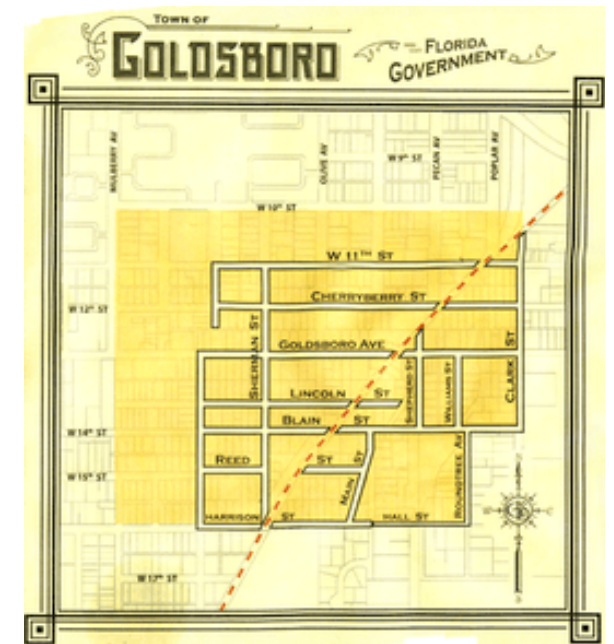 TOWN OF
GOLDSBORO
FLORIDA
GOVERNMENT
MULBERRY AV
OLIVE AV
W 9TH ST
PECAN AV
POPLAR AV
W 10TH ST
W 11TH ST
CHERRYBERRY ST
W 12TH ST
SHERMAN ST
GOLDSBORO AVE
SHEPHERD ST
WILLIAMS ST
CLARK ST
LINCOLN ST
BLAIN ST
W 14TH ST
REED ST
MAIN ST
ROUNDTREE AV
W 15TH ST
HARRISON ST
HALL ST
W 17TH ST